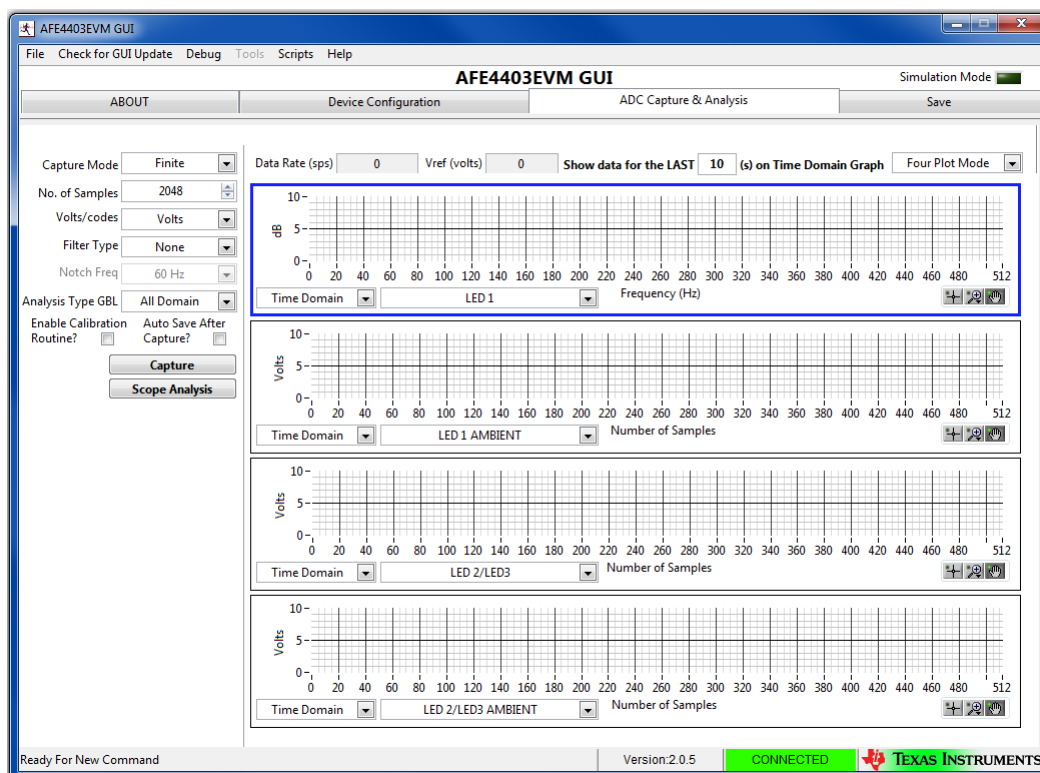 AFE4403EVM GUI
File Check for GUI Update Debug Tools Scripts Help
AFE4403EVM GUI
Simulation Mode
ABOUT
Device Configuration
ADC Capture & Analysis
Save
Capture Mode Finite
No. of Samples 2048
Volts/codes Volts
Filter Type None
Notch Freq 60 Hz
Analysis Type GBL All Domain
Enable Calibration Routine?
Auto Save After Capture?
Capture
Scope Analysis
Data Rate (sps) 0 Vref (volts) 0 Show data for the LAST 10 (s) on Time Domain Graph Four Plot Mode
10
dB 5
0
0 20 40 60 80 100 120 140 160 180 200 220 240 260 280 300 320 340 360 380 400 420 440 460 480 512
Time Domain LED 1 Frequency (Hz)
10
Volts 5
0
0 20 40 60 80 100 120 140 160 180 200 220 240 260 280 300 320 340 360 380 400 420 440 460 480 512
Time Domain LED 1 AMBIENT Number of Samples
10
Volts 5
0
0 20 40 60 80 100 120 140 160 180 200 220 240 260 280 300 320 340 360 380 400 420 440 460 480 512
Time Domain LED 2/LED3 Number of Samples
10
Volts 5
0
0 20 40 60 80 100 120 140 160 180 200 220 240 260 280 300 320 340 360 380 400 420 440 460 480 512
Time Domain LED 2/LED3 AMBIENT Number of Samples
Ready For New Command Version:2.0.5 CONNECTED TEXAS INSTRUMENTS